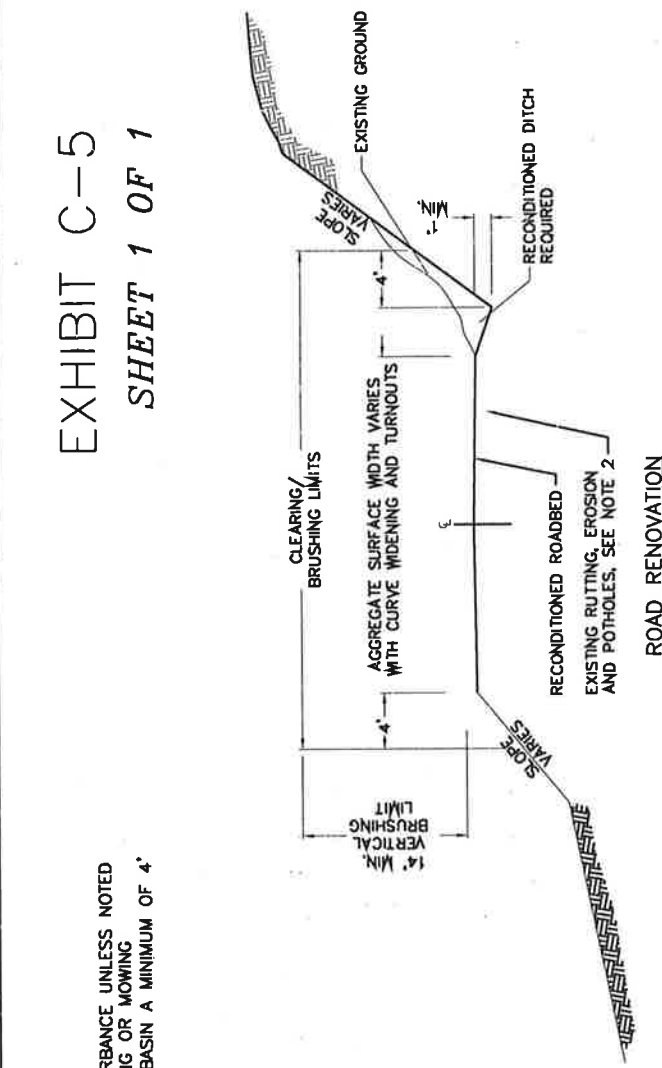 EXHIBIT C-5
SHEET 1 OF 1
RBANCE UNLESS NOTED
G OR MOWING
BASIN A MINIMUM OF 4'
CLEARING/
BRUSHING LIMITS
14' MIN.
VERTICAL
BRUSHING
LIMIT
AGGREGATE SURFACE WIDTH VARIES
WITH CURVE WIDENING AND TURNOUTS
4'
4'
SLOPE
VARIES
SLOPE
VARIES
EXISTING GROUND
1'
MIN.
RECONDITIONED DITCH
REQUIRED
℄
RECONDITIONED ROADBED
EXISTING RUTTING, EROSION
AND POTHOLES, SEE NOTE 2
ROAD RENOVATION